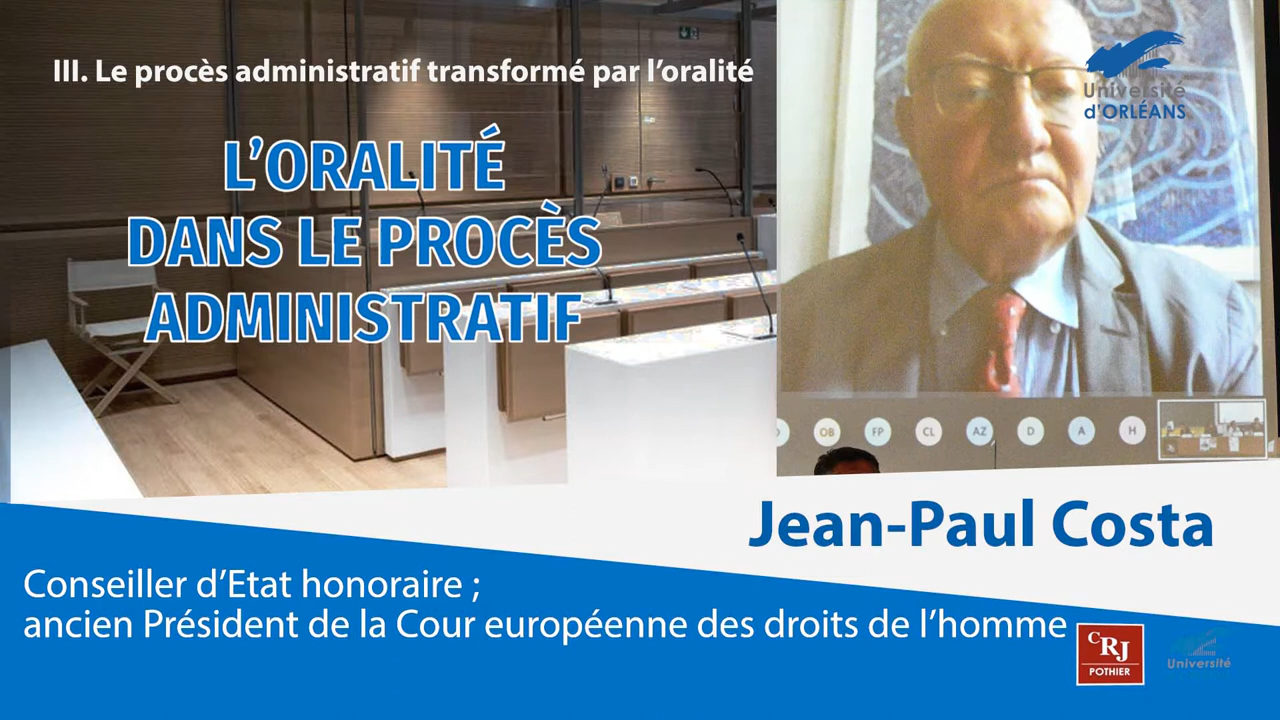 III. Le procès administratif transformé par l’oralité
L’ORALITÉ
DANS LE PROCÈS
ADMINISTRATIF
Université
d’ORLÉANS
OB FP CL AZ D A H
Jean-Paul Costa
Conseiller d’Etat honoraire ;
ancien Président de la Cour européenne des droits de l’homme
CRJ
POTHIER
Université